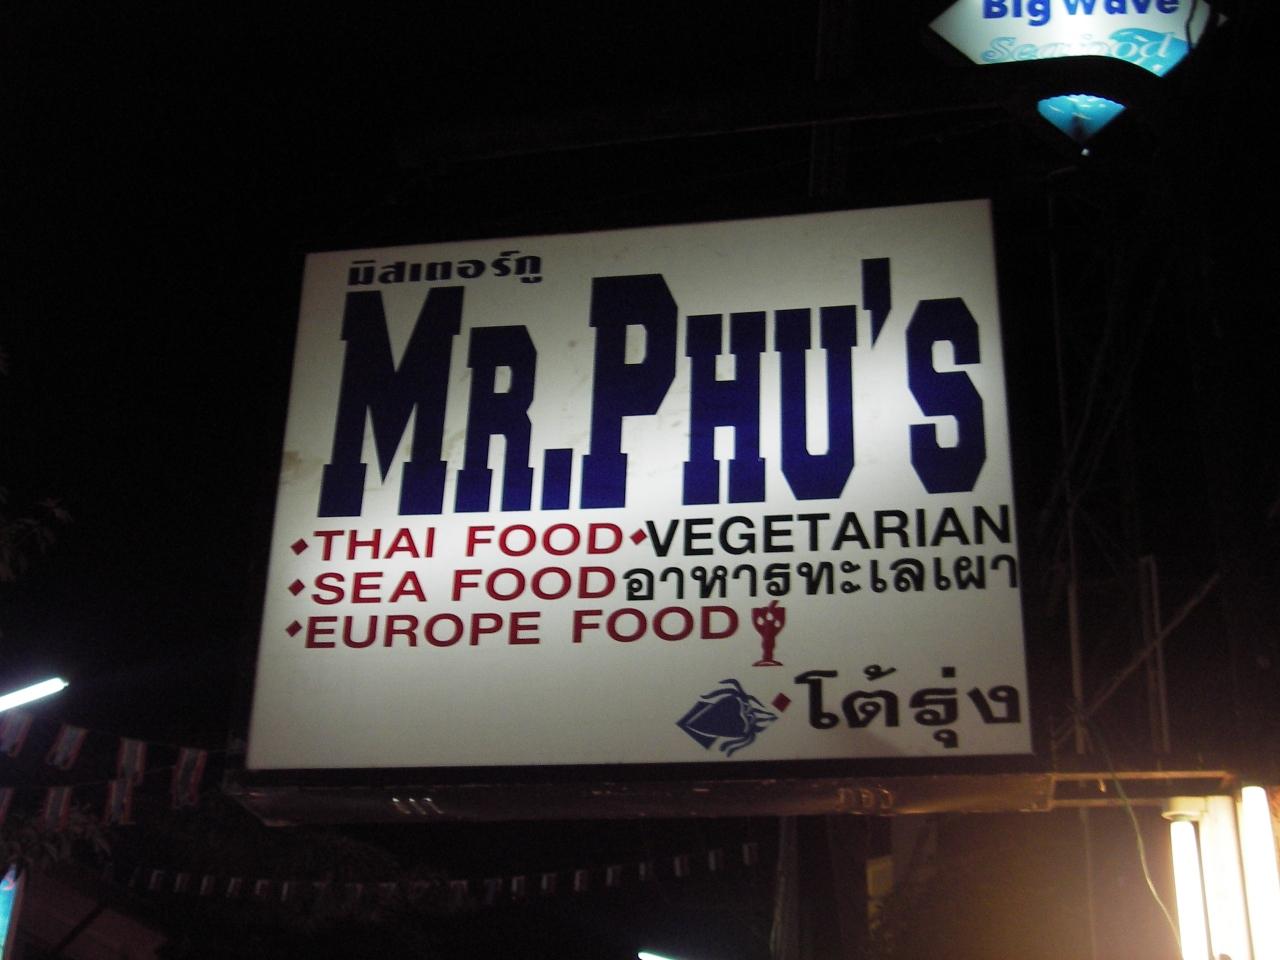 Big Wave
Seafood
มิสเตอร์ภู
MR. PHU'S
• THAI FOOD • VEGETARIAN
• SEA FOOD อาหารทะเลเผา
• EUROPE FOOD
• โต้รุ่ง